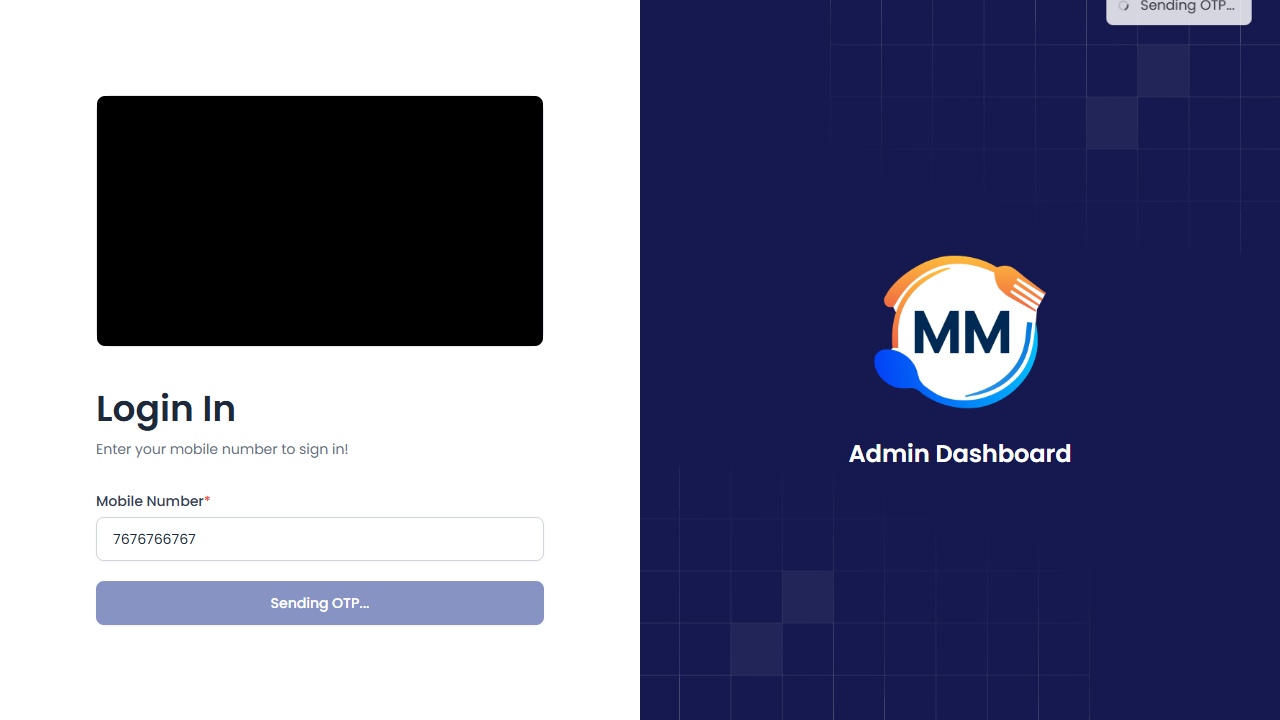 Sending OTP...
Login In
Enter your mobile number to sign in!
Mobile Number*
7676766767
Sending OTP...
MM
Admin Dashboard